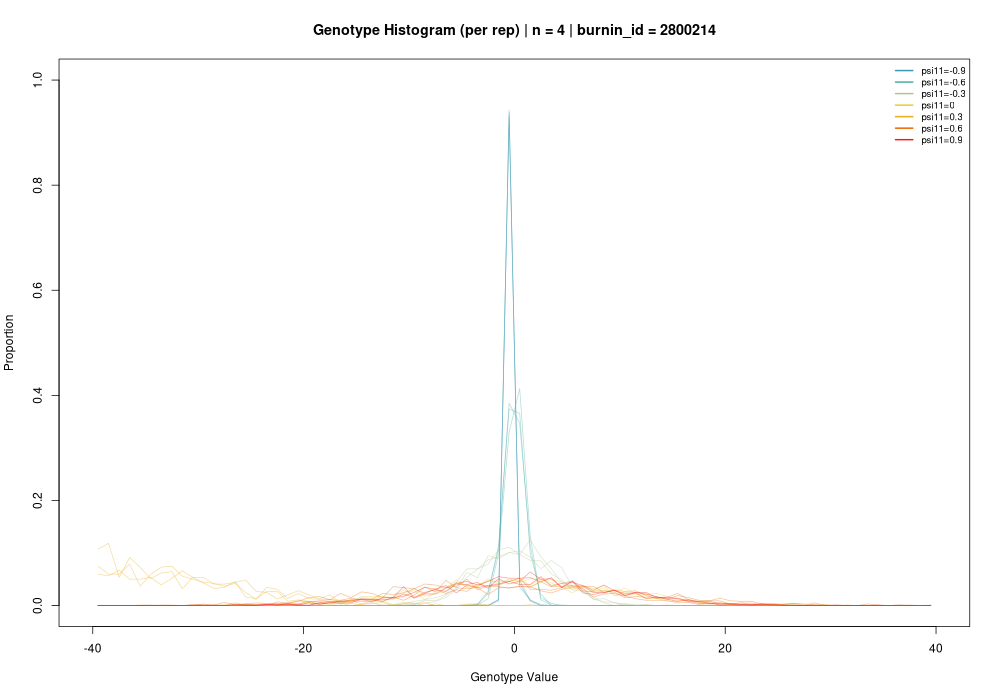 Genotype Histogram (per rep) | n = 4 | burnin_id = 2800214
psi11=-0.9
psi11=-0.6
psi11=-0.3
psi11=0
psi11=0.3
psi11=0.6
psi11=0.9
1.0
0.8
0.6
0.4
0.2
0.0
Proportion
-40 -20 0 20 40
Genotype Value